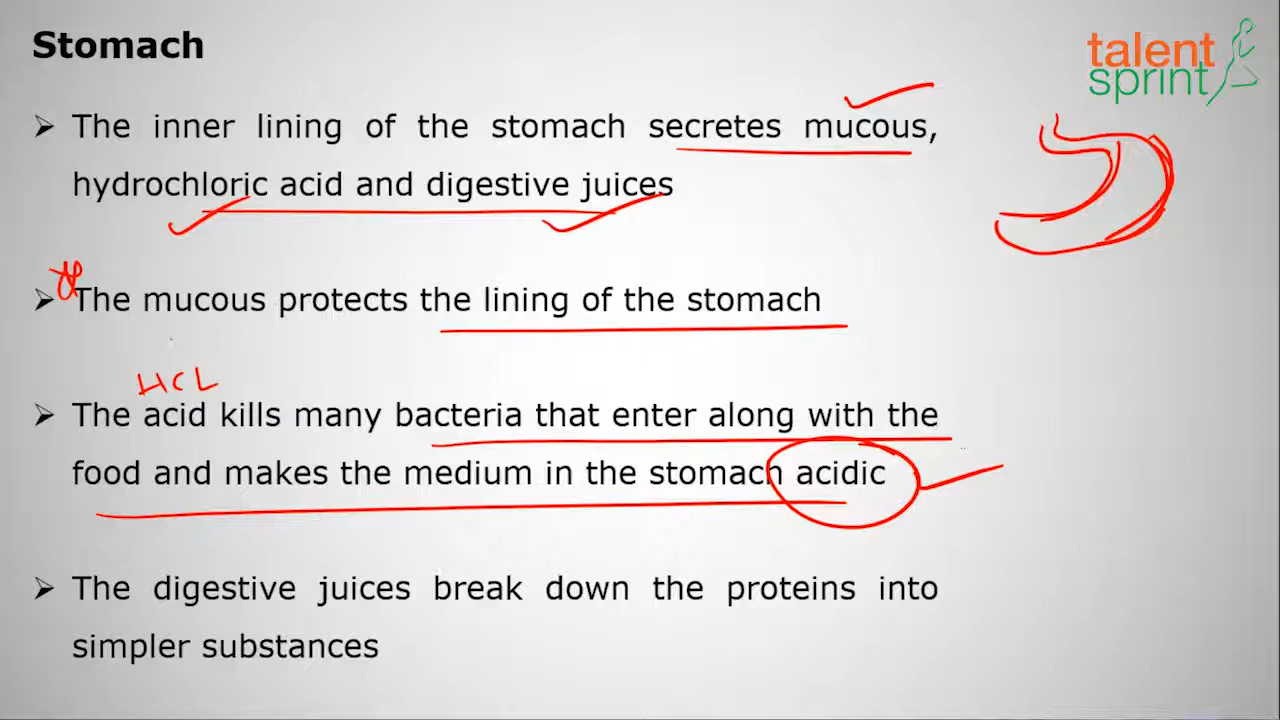 Stomach
talent
sprint
➢ The inner lining of the stomach secretes mucous,
hydrochloric acid and digestive juices
➢ The mucous protects the lining of the stomach
HCL
➢ The acid kills many bacteria that enter along with the
food and makes the medium in the stomach acidic
➢ The digestive juices break down the proteins into
simpler substances